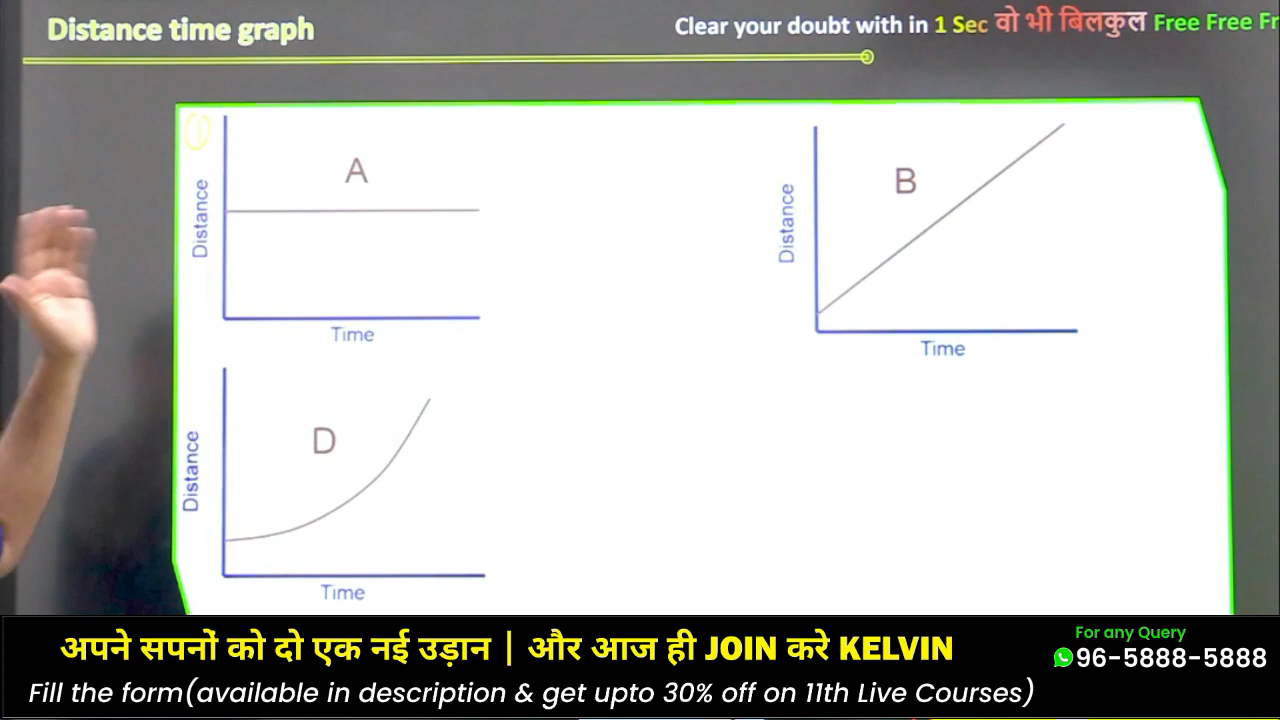 Distance time graph
Clear your doubt with in 1 Sec वो भी बिलकुल Free Free Fr
1
A
Distance
Time
B
Distance
Time
D
Distance
Time
अपने सपनों को दो एक नई उड़ान | और आज ही JOIN करे KELVIN
Fill the form(available in description & get upto 30% off on 11th Live Courses)
For any Query
96-5888-5888